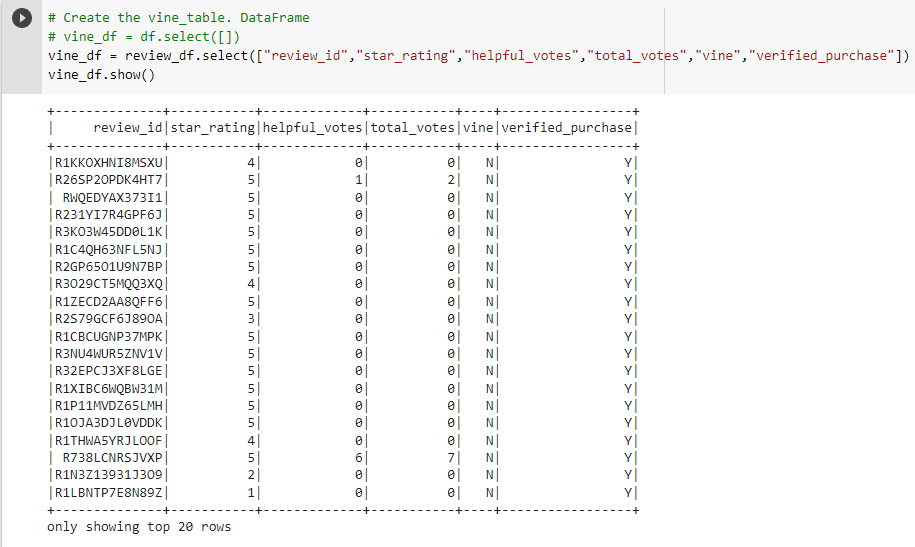 # Create the vine_table. DataFrame
# vine_df = df.select([])
vine_df = review_df.select(["review_id","star_rating","helpful_votes","total_votes","vine","verified_purchase"])
vine_df.show()
+--------------+-----------+-------------+-----------+----+-----------------+
|     review_id|star_rating|helpful_votes|total_votes|vine|verified_purchase|
+--------------+-----------+-------------+-----------+----+-----------------+
|R1KKOXHNI8MSXU|          4|            0|          0|   N|                Y|
|R26SP2OPDK4HT7|          5|            1|          2|   N|                Y|
| RWQEDYAX373I1|          5|            0|          0|   N|                Y|
|R231YI7R4GPF6J|          5|            0|          0|   N|                Y|
|R3KO3W45DD0L1K|          5|            0|          0|   N|                Y|
|R1C4QH63NFL5NJ|          5|            0|          0|   N|                Y|
|R2GP65O1U9N7BP|          5|            0|          0|   N|                Y|
|R3O29CT5MQQ3XQ|          4|            0|          0|   N|                Y|
|R1ZECD2AA8QFF6|          5|            0|          0|   N|                Y|
|R2S79GCF6J89OA|          3|            0|          0|   N|                Y|
|R1CBCUGNP37MPK|          5|            0|          0|   N|                Y|
|R3NU4WUR5ZNV1V|          5|            0|          0|   N|                Y|
|R32EPCJ3XF8LGE|          5|            0|          0|   N|                Y|
|R1XIBC6WQBW31M|          5|            0|          0|   N|                Y|
|R1P11MVDZ65LMH|          5|            0|          0|   N|                Y|
|R1OJA3DJL0VDDK|          5|            0|          0|   N|                Y|
|R1THWA5YRJLOOF|          4|            0|          0|   N|                Y|
| R738LCNRSJVXP|          5|            6|          7|   N|                Y|
|R1N3Z13931J3O9|          2|            0|          0|   N|                Y|
|R1LBNTP7E8N89Z|          1|            0|          0|   N|                Y|
+--------------+-----------+-------------+-----------+----+-----------------+
only showing top 20 rows